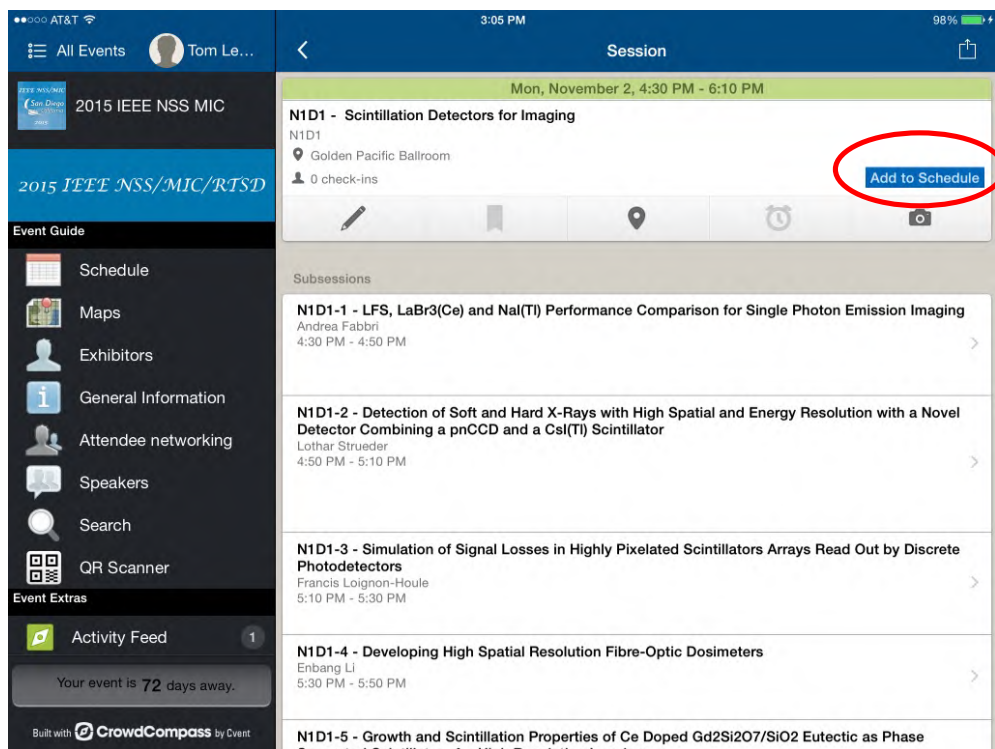 AT&T
3:05 PM
98%
All Events
Tom Le...
Session
IEEE NSS/MIC
San Diego
2015
2015 IEEE NSS MIC
2015 IEEE NSS/MIC/RTSD
Event Guide
Schedule
Maps
Exhibitors
General Information
Attendee networking
Speakers
Search
QR Scanner
Event Extras
Activity Feed
1
Your event is 72 days away.
Built with CrowdCompass by Cvent
Mon, November 2, 4:30 PM - 6:10 PM
N1D1 - Scintillation Detectors for Imaging
N1D1
Golden Pacific Ballroom
0 check-ins
Add to Schedule
Subsessions
N1D1-1 - LFS, LaBr3(Ce) and NaI(Tl) Performance Comparison for Single Photon Emission Imaging
Andrea Fabbri
4:30 PM - 4:50 PM
N1D1-2 - Detection of Soft and Hard X-Rays with High Spatial and Energy Resolution with a Novel
Detector Combining a pnCCD and a CsI(Tl) Scintillator
Lothar Strueder
4:50 PM - 5:10 PM
N1D1-3 - Simulation of Signal Losses in Highly Pixelated Scintillators Arrays Read Out by Discrete
Photodetectors
Francis Loignon-Houle
5:10 PM - 5:30 PM
N1D1-4 - Developing High Spatial Resolution Fibre-Optic Dosimeters
Enbang Li
5:30 PM - 5:50 PM
N1D1-5 - Growth and Scintillation Properties of Ce Doped Gd2Si2O7/SiO2 Eutectic as Phase